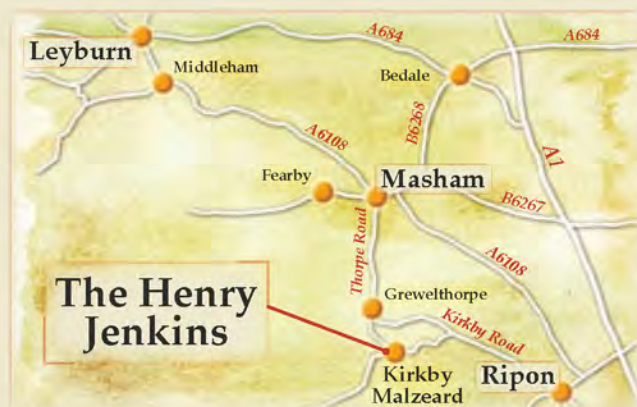 A684
A684
Leyburn
Middleham
Bedale
B6268
A6108
A1
Fearby
Masham
B6267
Thorpe Road
A6108
The Henry
Jenkins
Grewelthorpe
Kirkby Road
Kirkby
Malzeard
Ripon